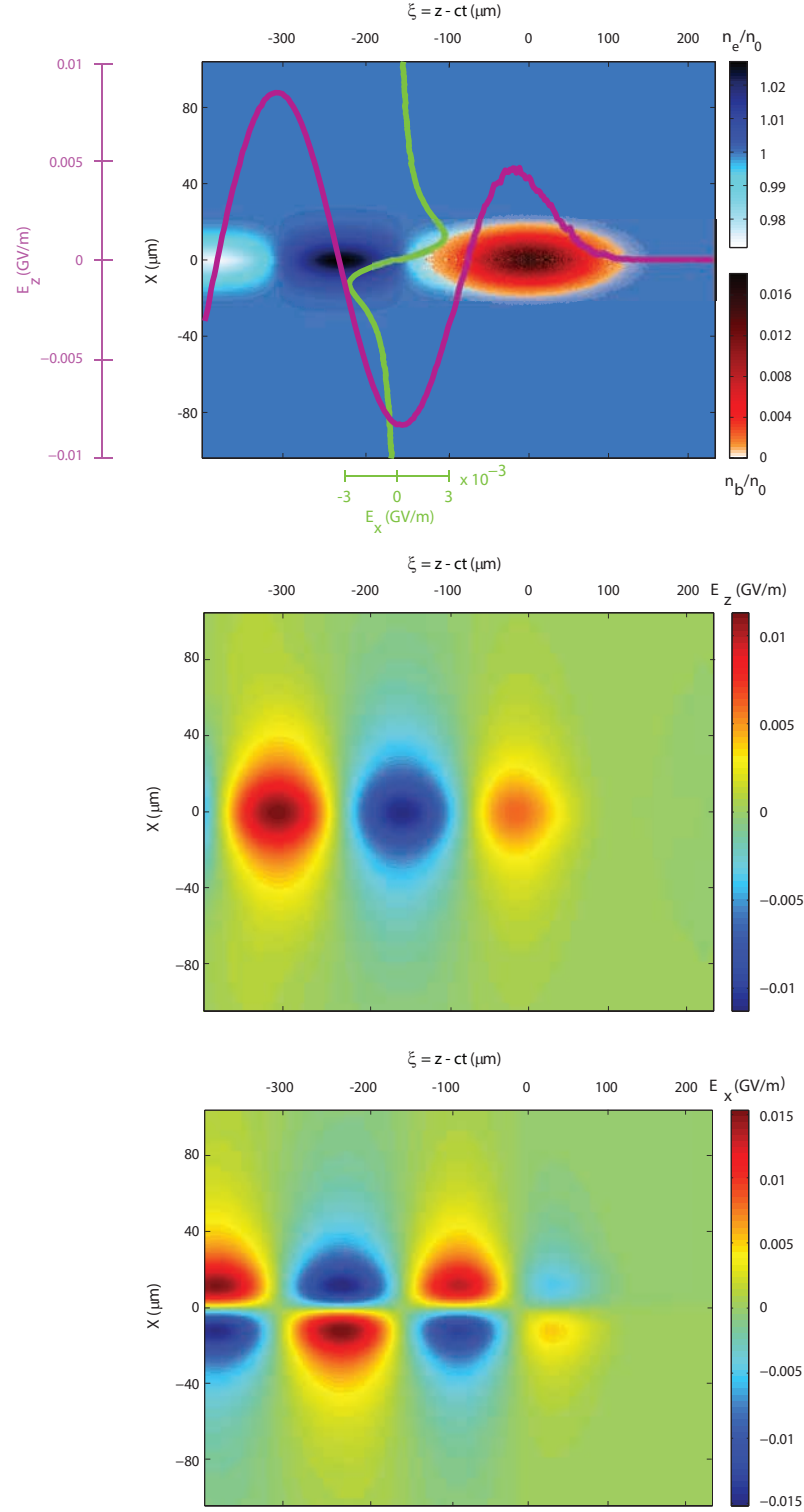 ξ = z - ct (μm)
-300 -200 -100 0 100 200
n_e/n_0
0.01
0.005
0
−0.005
−0.01
E_z (GV/m)
80
40
0
-40
-80
X (μm)
1.02
1.01
1
0.99
0.98
0.016
0.012
0.008
0.004
0
n_b/n_0
-3 0 3
x 10^−3
E_x (GV/m)
ξ = z - ct (μm)
-300 -200 -100 0 100 200
E_z (GV/m)
80
40
0
−40
−80
X (μm)
0.01
0.005
0
−0.005
−0.01
ξ = z - ct (μm)
-300 -200 -100 0 100 200
E_x (GV/m)
80
40
0
−40
−80
X (μm)
0.015
0.01
0.005
0
−0.005
−0.01
−0.015